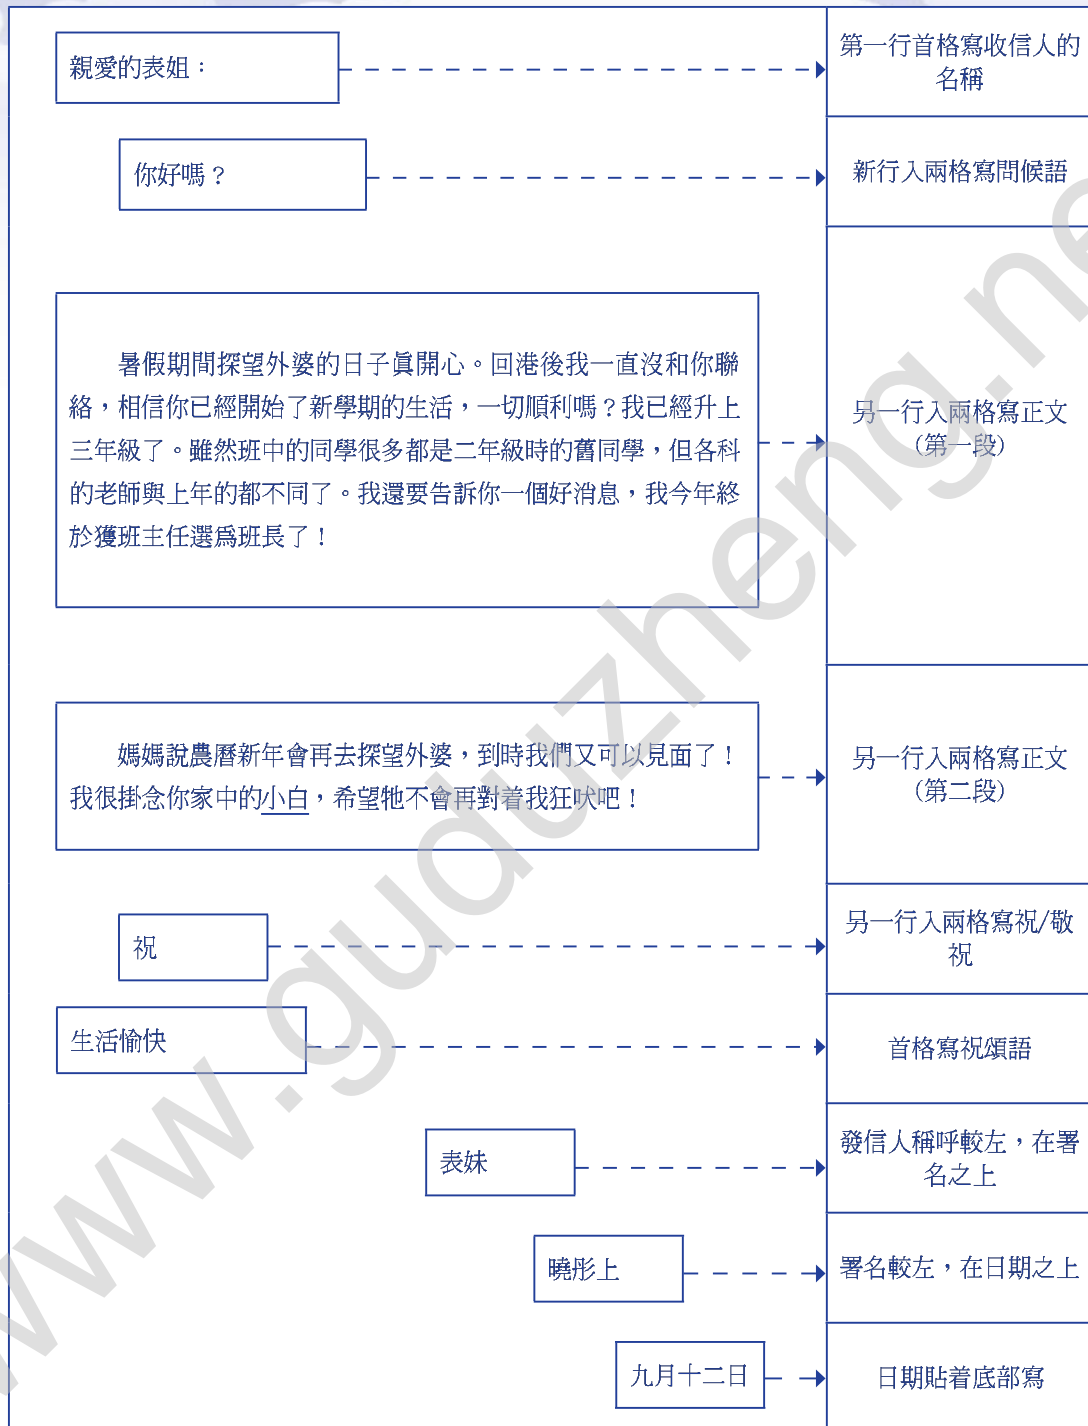 親愛的表姐：
第一行首格寫收信人的
名稱
你好嗎？
新行入兩格寫問候語
暑假期間探望外婆的日子真開心。回港後我一直沒和你聯
絡，相信你已經開始了新學期的生活，一切順利嗎？我已經升上
三年級了。雖然班中的同學很多都是二年級時的舊同學，但各科
的老師與上年的都不同了。我還要告訴你一個好消息，我今年終
於獲班主任選爲班長了！
另一行入兩格寫正文
(第一段)
媽媽說農曆新年會再去探望外婆，到時我們又可以見面了！
我很掛念你家中的小白，希望牠不會再對着我狂吠吧！
另一行入兩格寫正文
(第二段)
祝
另一行入兩格寫祝/敬
祝
生活愉快
首格寫祝頌語
表妹
發信人稱呼較左，在署
名之上
曉彤上
署名較左，在日期之上
九月十二日
日期貼着底部寫
www.guduzheng.ne